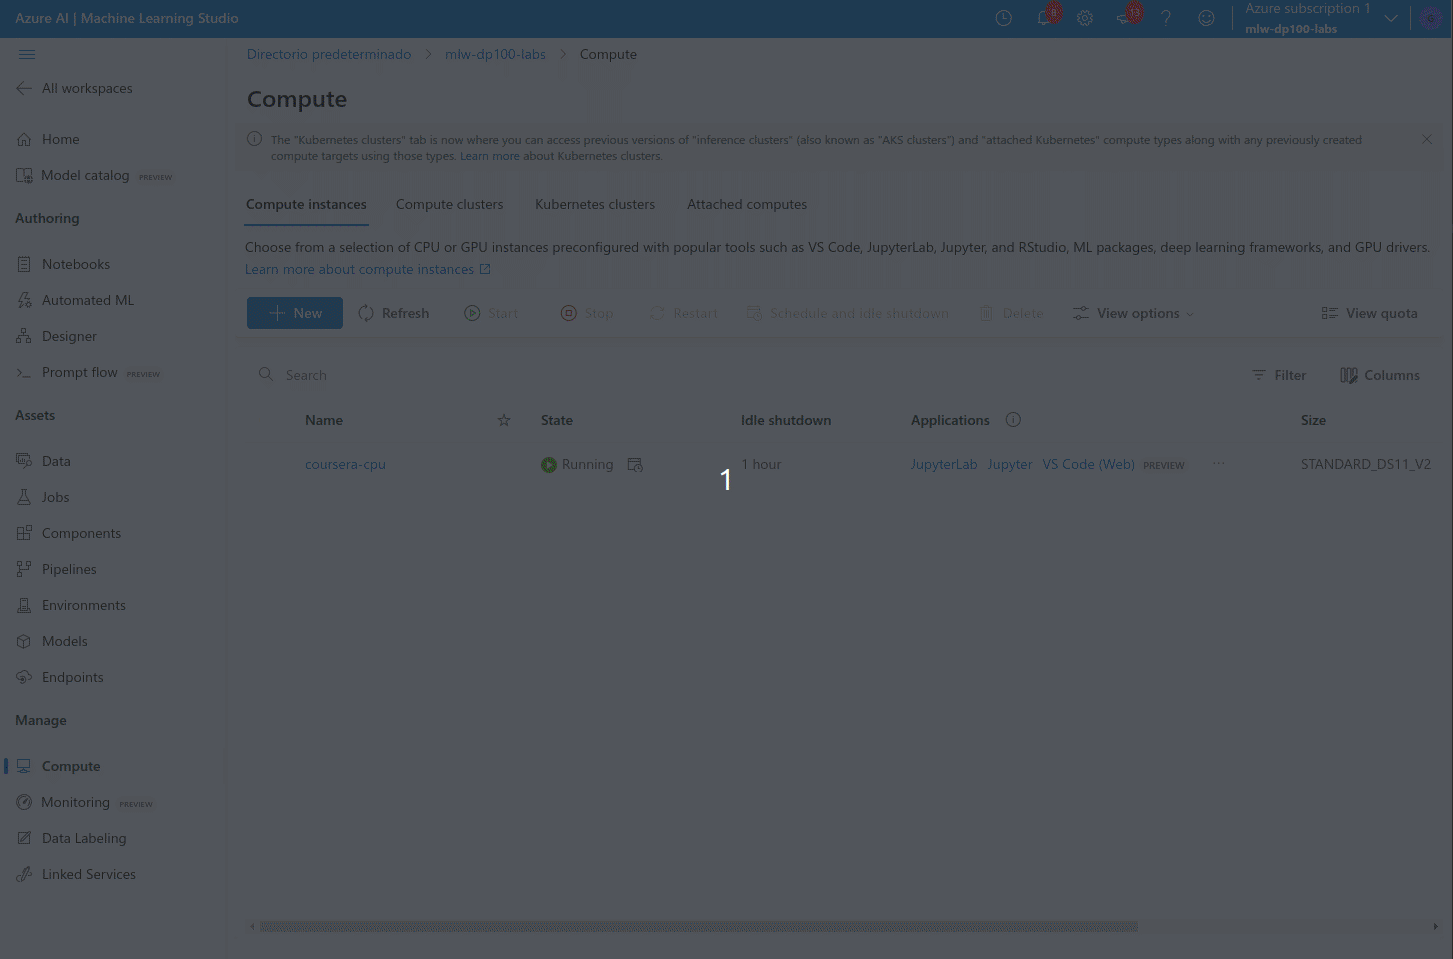 Azure AI | Machine Learning Studio
8
13
Azure subscription 1
mlw-dp100-labs
Directorio predeterminado > mlw-dp100-labs > Compute
All workspaces
Home
Model catalog PREVIEW
Authoring
Notebooks
Automated ML
Designer
Prompt flow PREVIEW
Assets
Data
Jobs
Components
Pipelines
Environments
Models
Endpoints
Manage
Compute
Monitoring PREVIEW
Data Labeling
Linked Services
Compute
The "Kubernetes clusters" tab is now where you can access previous versions of "inference clusters" (also known as "AKS clusters") and "attached Kubernetes" compute types along with any previously created
compute targets using those types. Learn more about Kubernetes clusters.
Compute instances Compute clusters Kubernetes clusters Attached computes
Choose from a selection of CPU or GPU instances preconfigured with popular tools such as VS Code, JupyterLab, Jupyter, and RStudio, ML packages, deep learning frameworks, and GPU drivers.
Learn more about compute instances
New Refresh Start Stop Restart Schedule and idle shutdown Delete View options View quota
Search Filter Columns
Name State Idle shutdown Applications Size
coursera-cpu Running 1 hour JupyterLab Jupyter VS Code (Web) PREVIEW ... STANDARD_DS11_V2
1